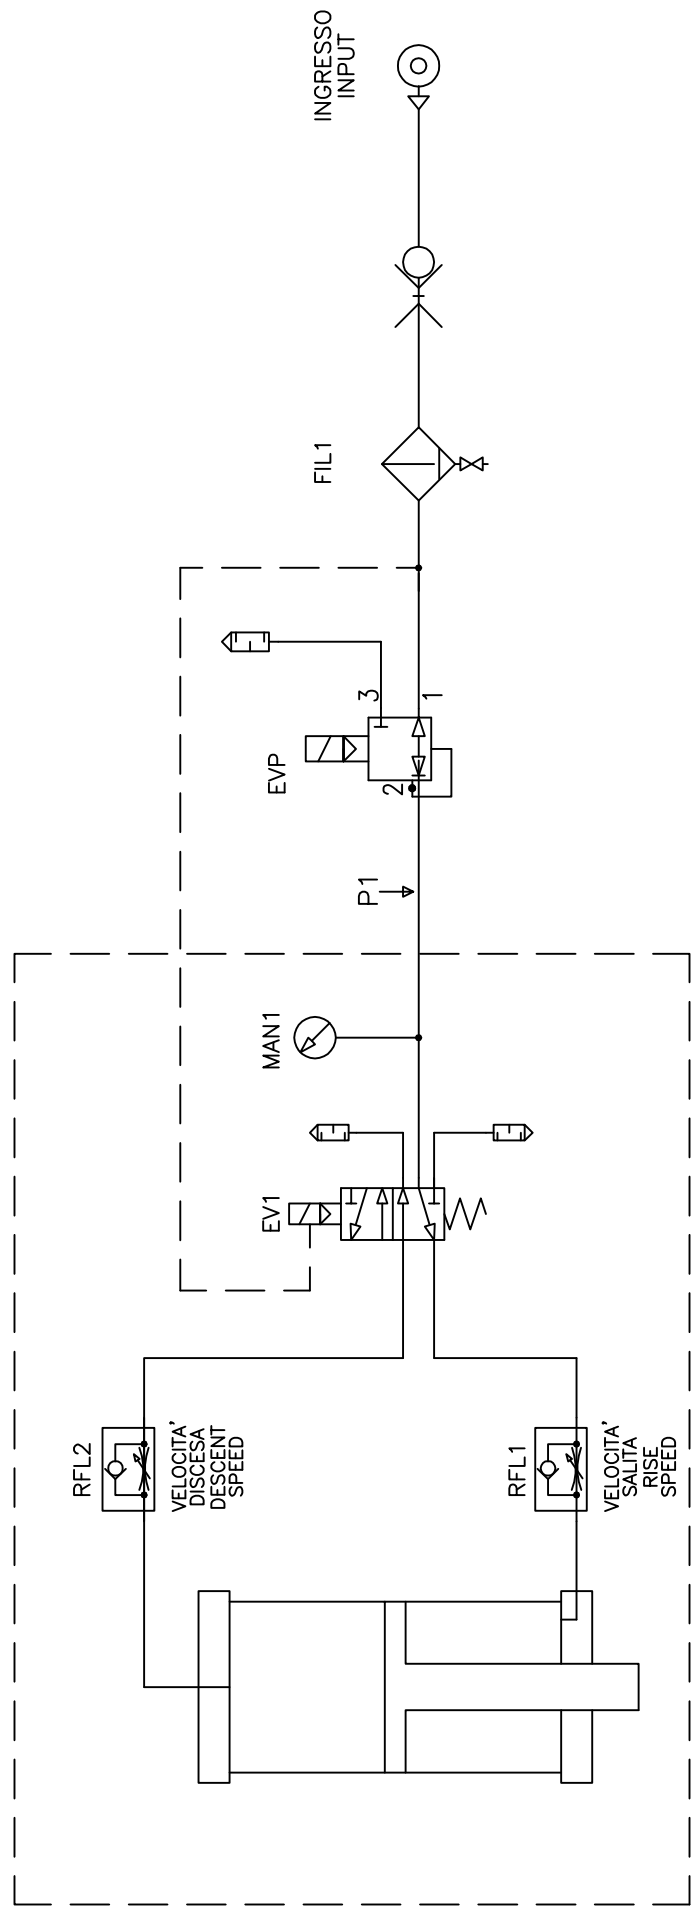 INGRESSO
INPUT
FIL1
3
1
EVP
2
P1
MAN1
EV1
RFL2
VELOCITA'
DISCESA
DESCENT
SPEED
RFL1
VELOCITA'
SALITA
RISE
SPEED